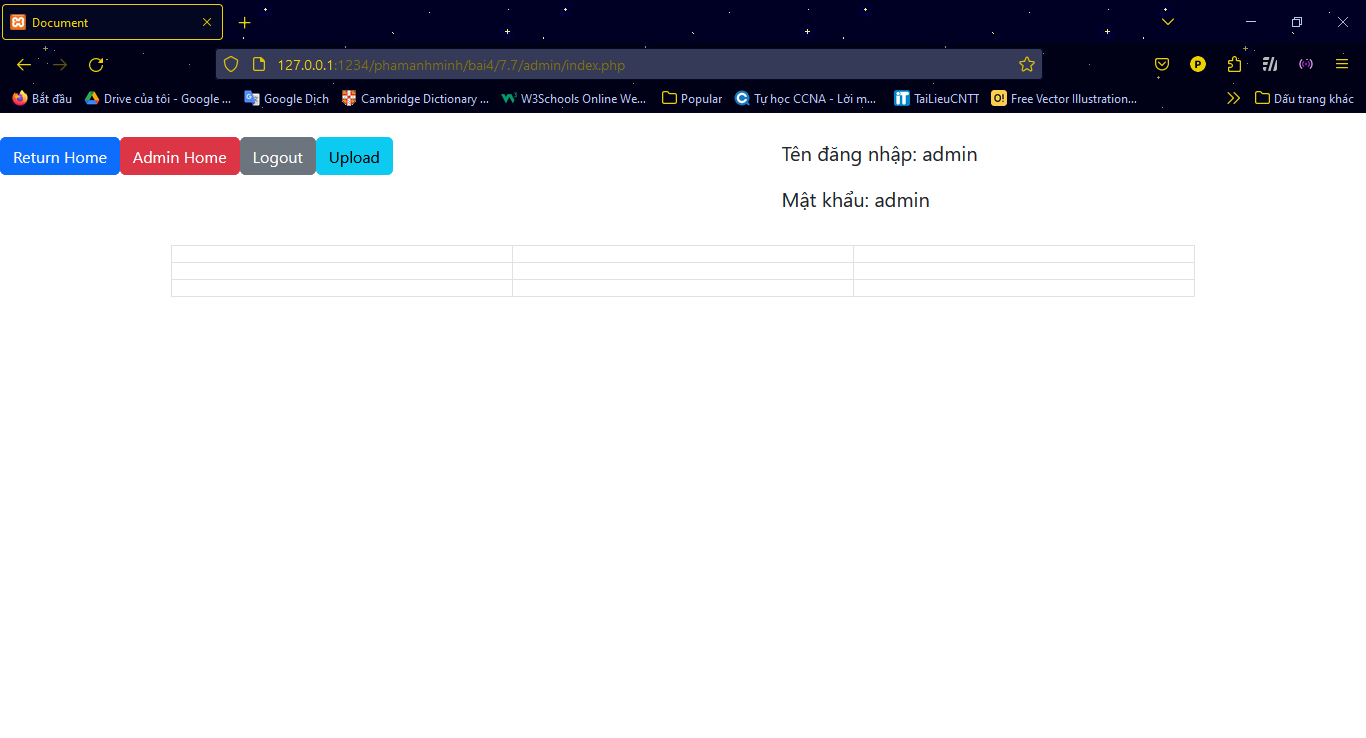 Document
127.0.0.1:1234/phamanhminh/bai4/7.7/admin/index.php
P
Bắt đầu Drive của tôi - Google ... Google Dịch Cambridge Dictionary ... W3Schools Online We... Popular Tự học CCNA - Lời m... iT TaiLieuCNTT O! Free Vector Illustration... Dấu trang khác
Return Home Admin Home Logout Upload
Tên đăng nhập: admin
Mật khẩu: admin